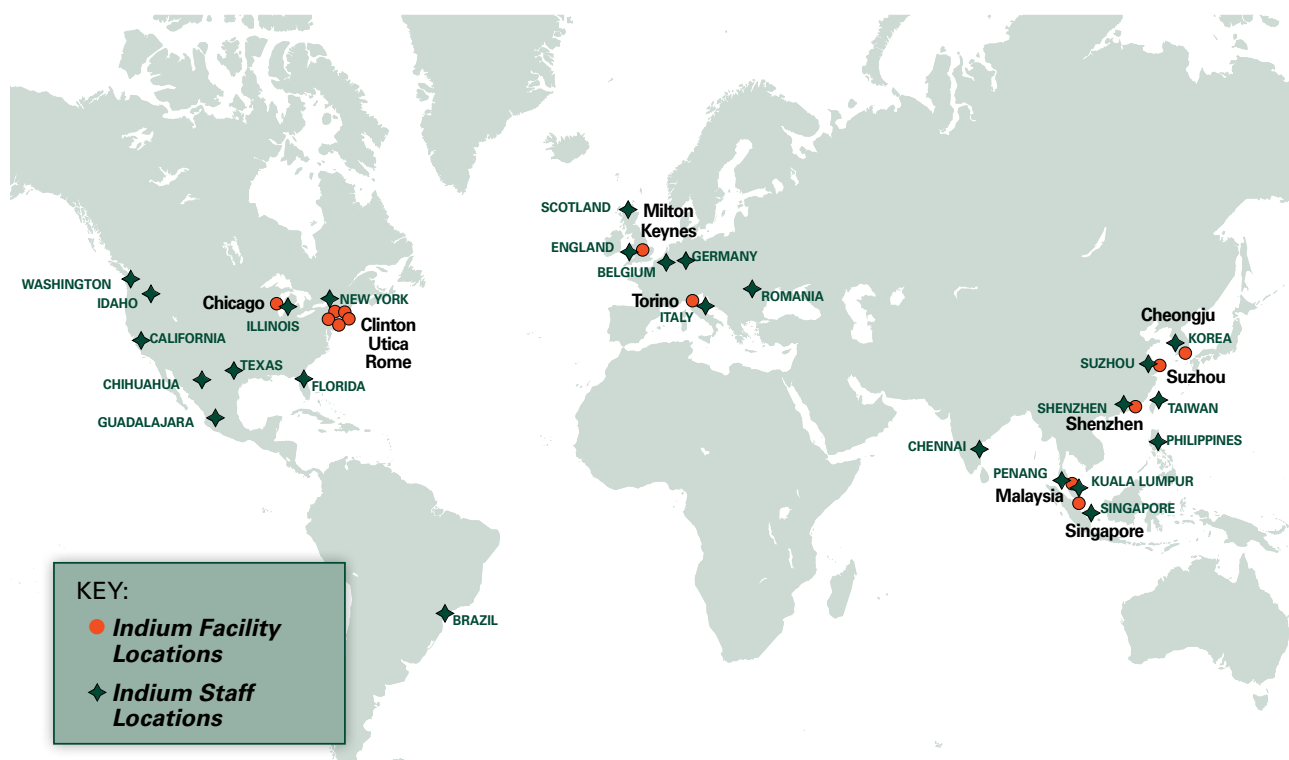 SCOTLAND
Milton
Keynes
ENGLAND
GERMANY
BELGIUM
WASHINGTON
IDAHO
ROMANIA
Chicago
NEW YORK
Torino
ITALY
ILLINOIS
Clinton
Utica
Rome
Cheongju
KOREA
CALIFORNIA
TEXAS
SUZHOU
Suzhou
CHIHUAHUA
FLORIDA
SHENZHEN
TAIWAN
Shenzhen
GUADALAJARA
PHILIPPINES
CHENNAI
PENANG
KUALA LUMPUR
Malaysia
SINGAPORE
Singapore
BRAZIL
KEY:
Indium Facility
Locations
Indium Staff
Locations